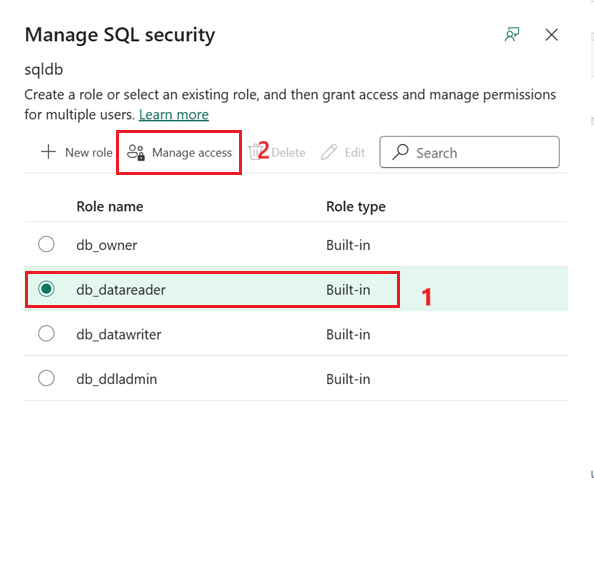 Manage SQL security
sqldb
Create a role or select an existing role, and then grant access and manage permissions
for multiple users. Learn more
New role Manage access 2 Delete Edit Search
Role name Role type
db_owner Built-in
db_datareader Built-in 1
db_datawriter Built-in
db_ddladmin Built-in